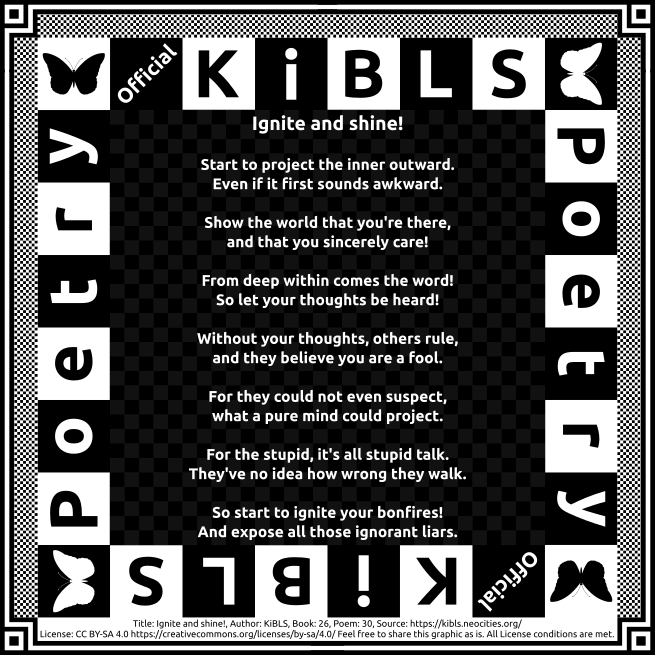 Official KiBLS
Poetry
Poetry
Ignite and shine!
Start to project the inner outward.
Even if it first sounds awkward.
Show the world that you're there,
and that you sincerely care!
From deep within comes the word!
So let your thoughts be heard!
Without your thoughts, others rule,
and they believe you are a fool.
For they could not even suspect,
what a pure mind could project.
For the stupid, it's all stupid talk.
They've no idea how wrong they walk.
So start to ignite your bonfires!
And expose all those ignorant liars.
Official KiBLS
Title: Ignite and shine!, Author: KiBLS, Book: 26, Poem: 30, Source: https://kibls.neocities.org/
License: CC BY-SA 4.0 https://creativecommons.org/licenses/by-sa/4.0/ Feel free to share this graphic as is. All License conditions are met.